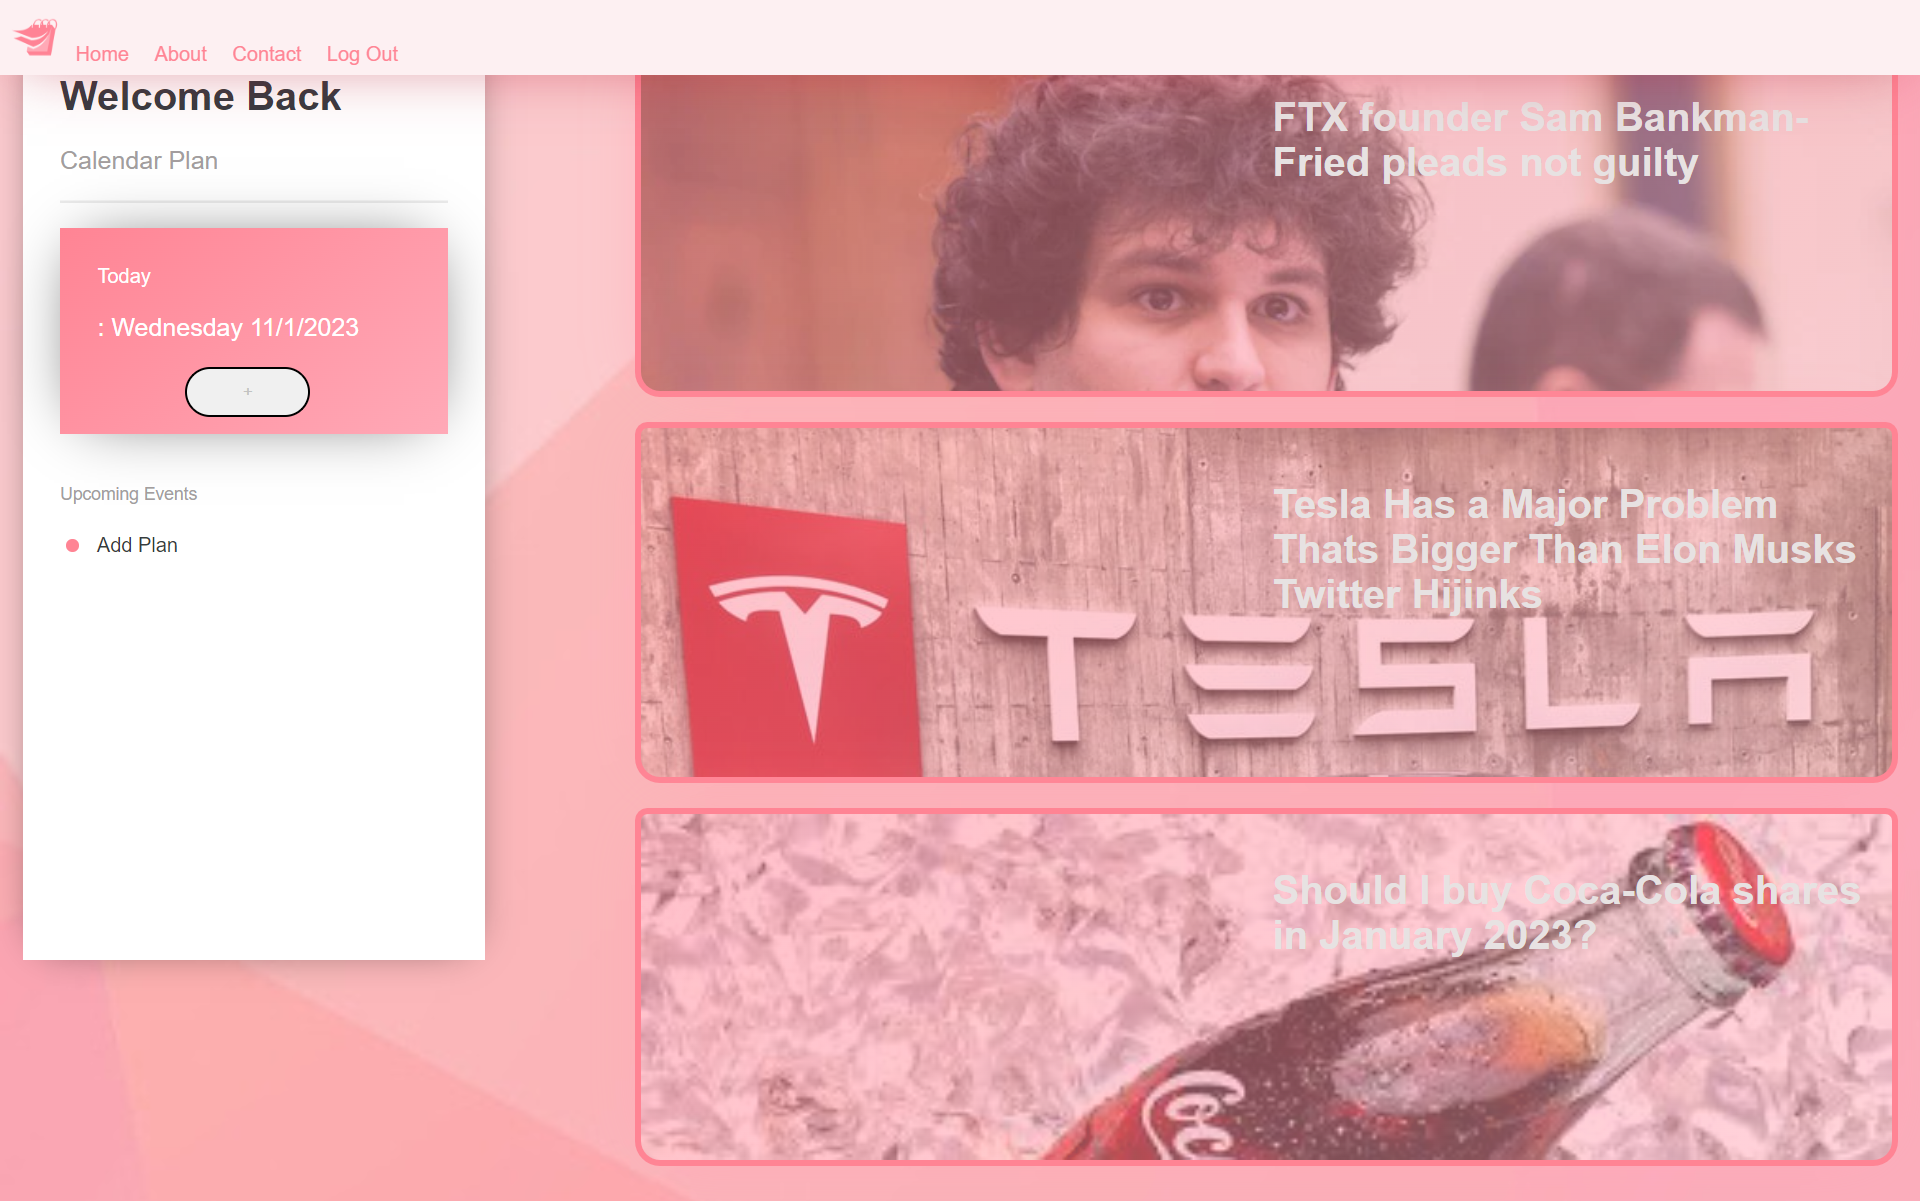 Home About Contact Log Out
Welcome Back
Calendar Plan
Today
: Wednesday 11/1/2023
+
Upcoming Events
Add Plan
FTX founder Sam Bankman-
Fried pleads not guilty
Tesla Has a Major Problem
Thats Bigger Than Elon Musks
Twitter Hijinks
TESLA
Should I buy Coca-Cola shares
in January 2023?